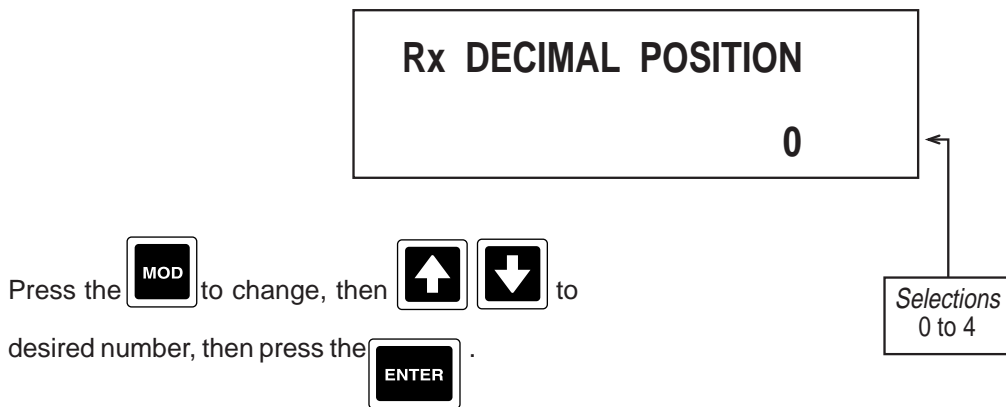 Rx DECIMAL POSITION
0
Selections
0 to 4
Press the MOD to change, then to
desired number, then press the ENTER .